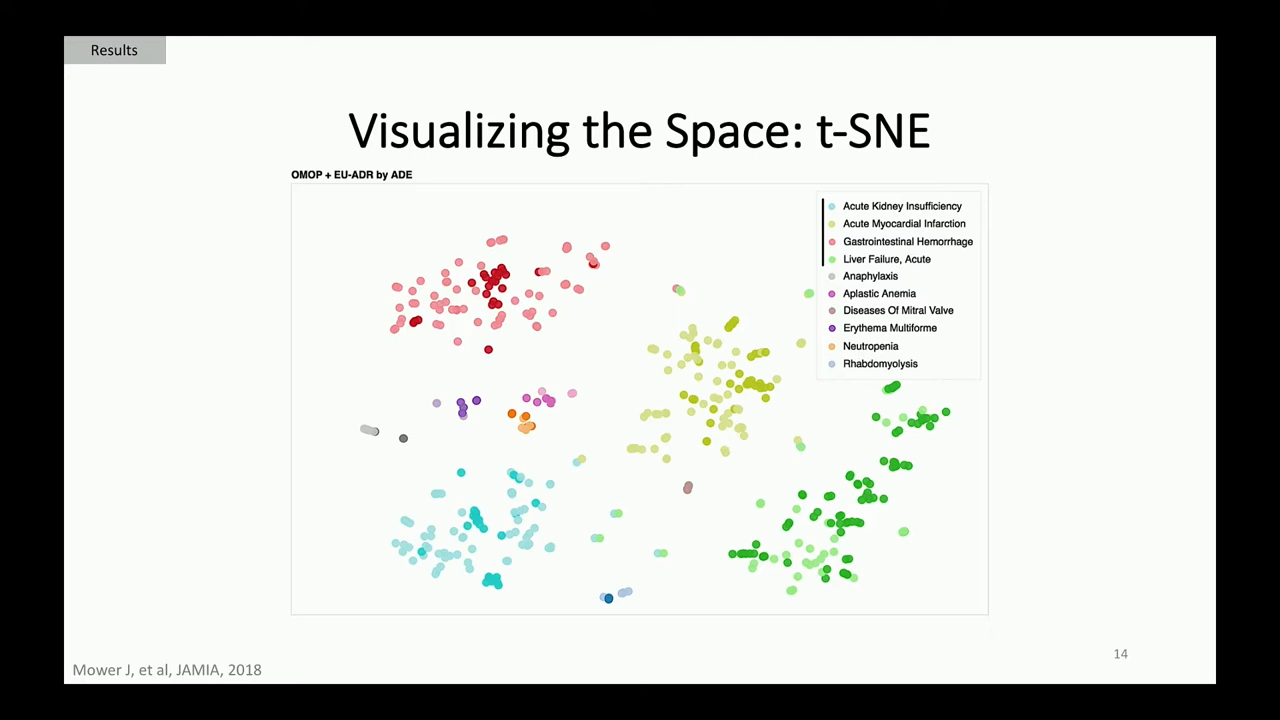 Results
Visualizing the Space: t-SNE
OMOP + EU-ADR by ADE
Acute Kidney Insufficiency
Acute Myocardial Infarction
Gastrointestinal Hemorrhage
Liver Failure, Acute
Anaphylaxis
Aplastic Anemia
Diseases Of Mitral Valve
Erythema Multiforme
Neutropenia
Rhabdomyolysis
14
Mower J, et al, JAMIA, 2018